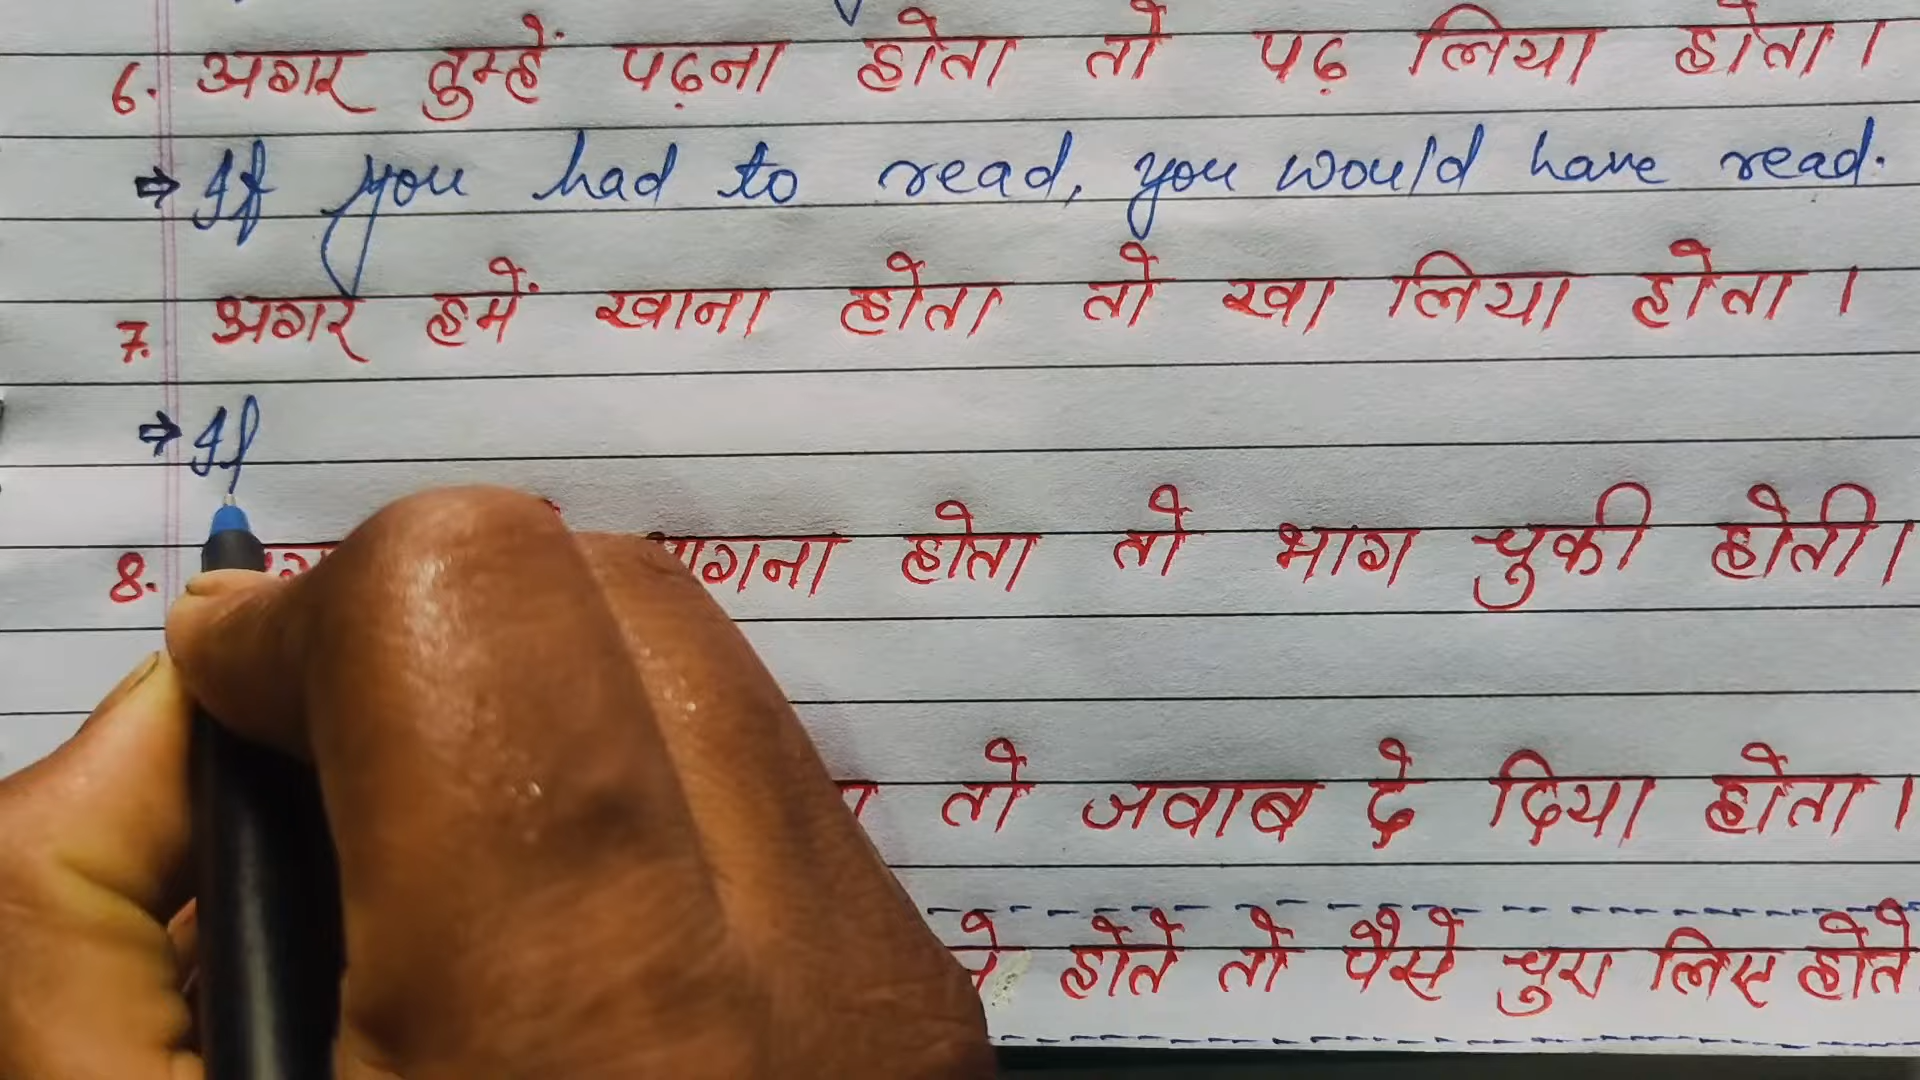 6. अगर तुम्हें पढ़ना होता तो पढ़ लिया होता।
⇒ If you had to read, you would have read.
7. अगर हमें खाना होता तो खा लिया होता।
⇒ If
8. होता तो भाग चुकी होती।
तो जवाब दे दिया होता।
होते तो पैसे चुरा लिए होते